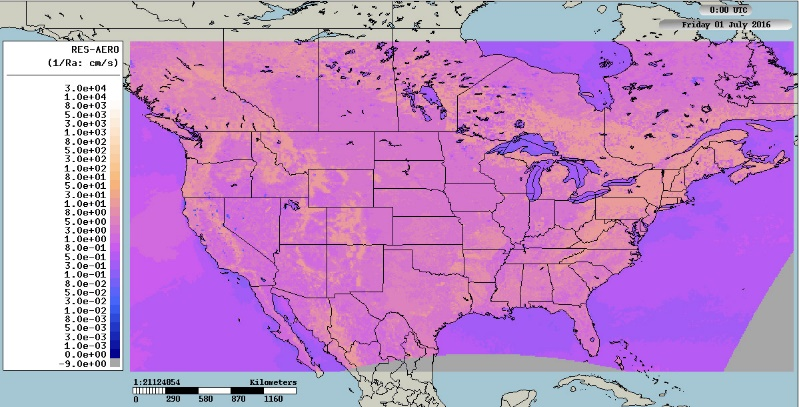 0:00 UTC
Friday 01 July 2016
RES-AERO
(1/Ra: cm/s)
3.0e+04
1.0e+04
8.0e+03
5.0e+03
3.0e+03
1.0e+03
8.0e+02
5.0e+02
3.0e+02
1.0e+02
8.0e+01
5.0e+01
3.0e+01
1.0e+01
8.0e+00
5.0e+00
3.0e+00
1.0e+00
8.0e-01
5.0e-01
3.0e-01
1.0e-01
8.0e-02
5.0e-02
3.0e-02
1.0e-02
8.0e-03
5.0e-03
3.0e-03
1.0e-03
0.0e+00
-9.0e+00
1:21124054 Kilometers
0 290 580 870 1160